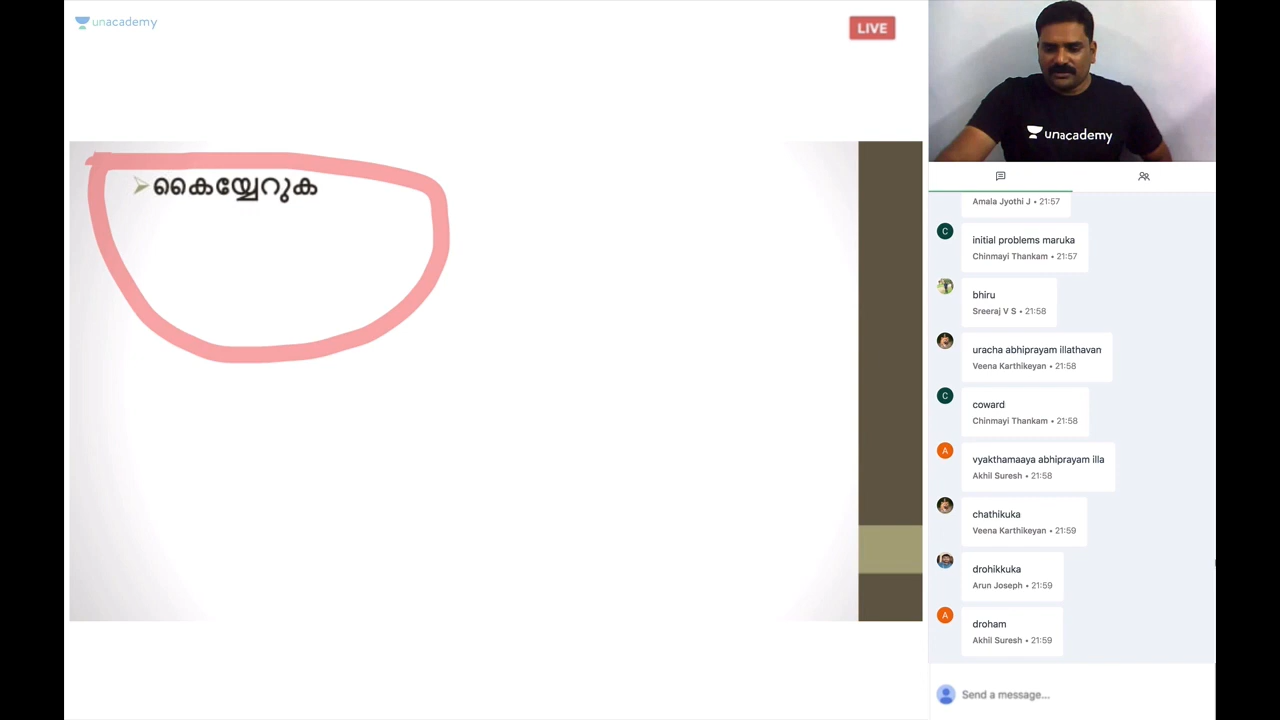 unacademy
LIVE
കൈയ്യേറുക
unacademy
Amala Jyothi J • 21:57
C
initial problems maruka
Chinmayi Thankam • 21:57
bhiru
Sreeraj V S • 21:58
uracha abhiprayam illathavan
Veena Karthikeyan • 21:58
C
coward
Chinmayi Thankam • 21:58
A
vyakthamaaya abhiprayam illa
Akhil Suresh • 21:58
chathikuka
Veena Karthikeyan • 21:59
drohikkuka
Arun Joseph • 21:59
A
droham
Akhil Suresh • 21:59
Send a message...